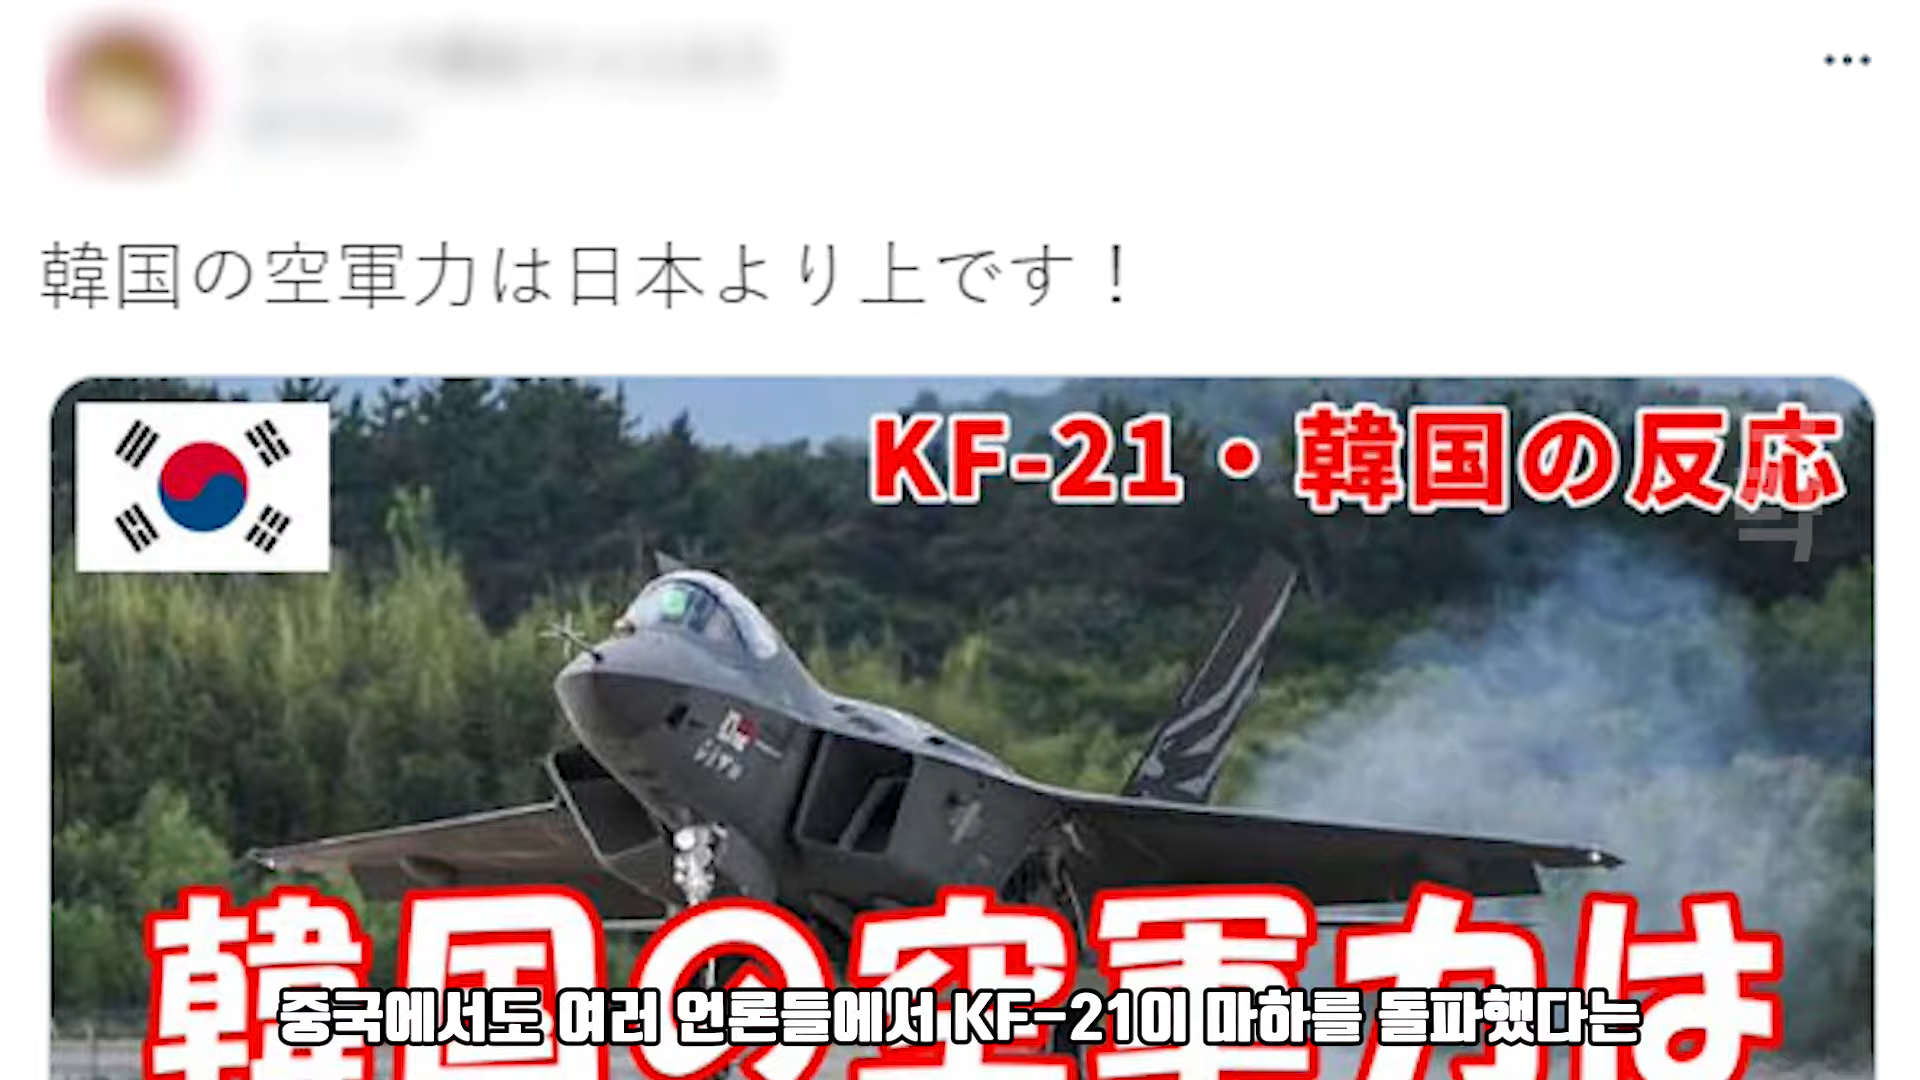 韓国の空軍力は日本より上です！
KF-21・韓国の反応
韓国の空軍力は
중국에서도 여러 언론들에서 KF-21이 마하를 돌파했다는